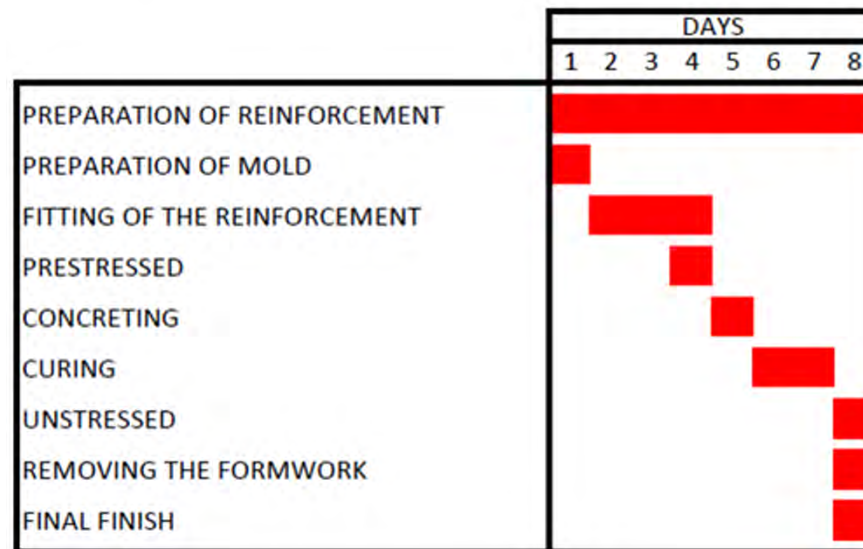 DAYS
1 2 3 4 5 6 7 8
PREPARATION OF REINFORCEMENT
PREPARATION OF MOLD
FITTING OF THE REINFORCEMENT
PRESTRESSED
CONCRETING
CURING
UNSTRESSED
REMOVING THE FORMWORK
FINAL FINISH